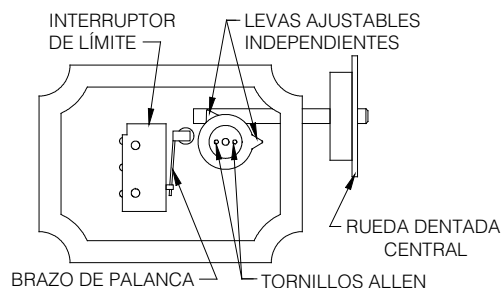 INTERRUPTOR
DE LÍMITE
LEVAS AJUSTABLES
INDEPENDIENTES
RUEDA DENTADA
CENTRAL
BRAZO DE PALANCA
TORNILLOS ALLEN